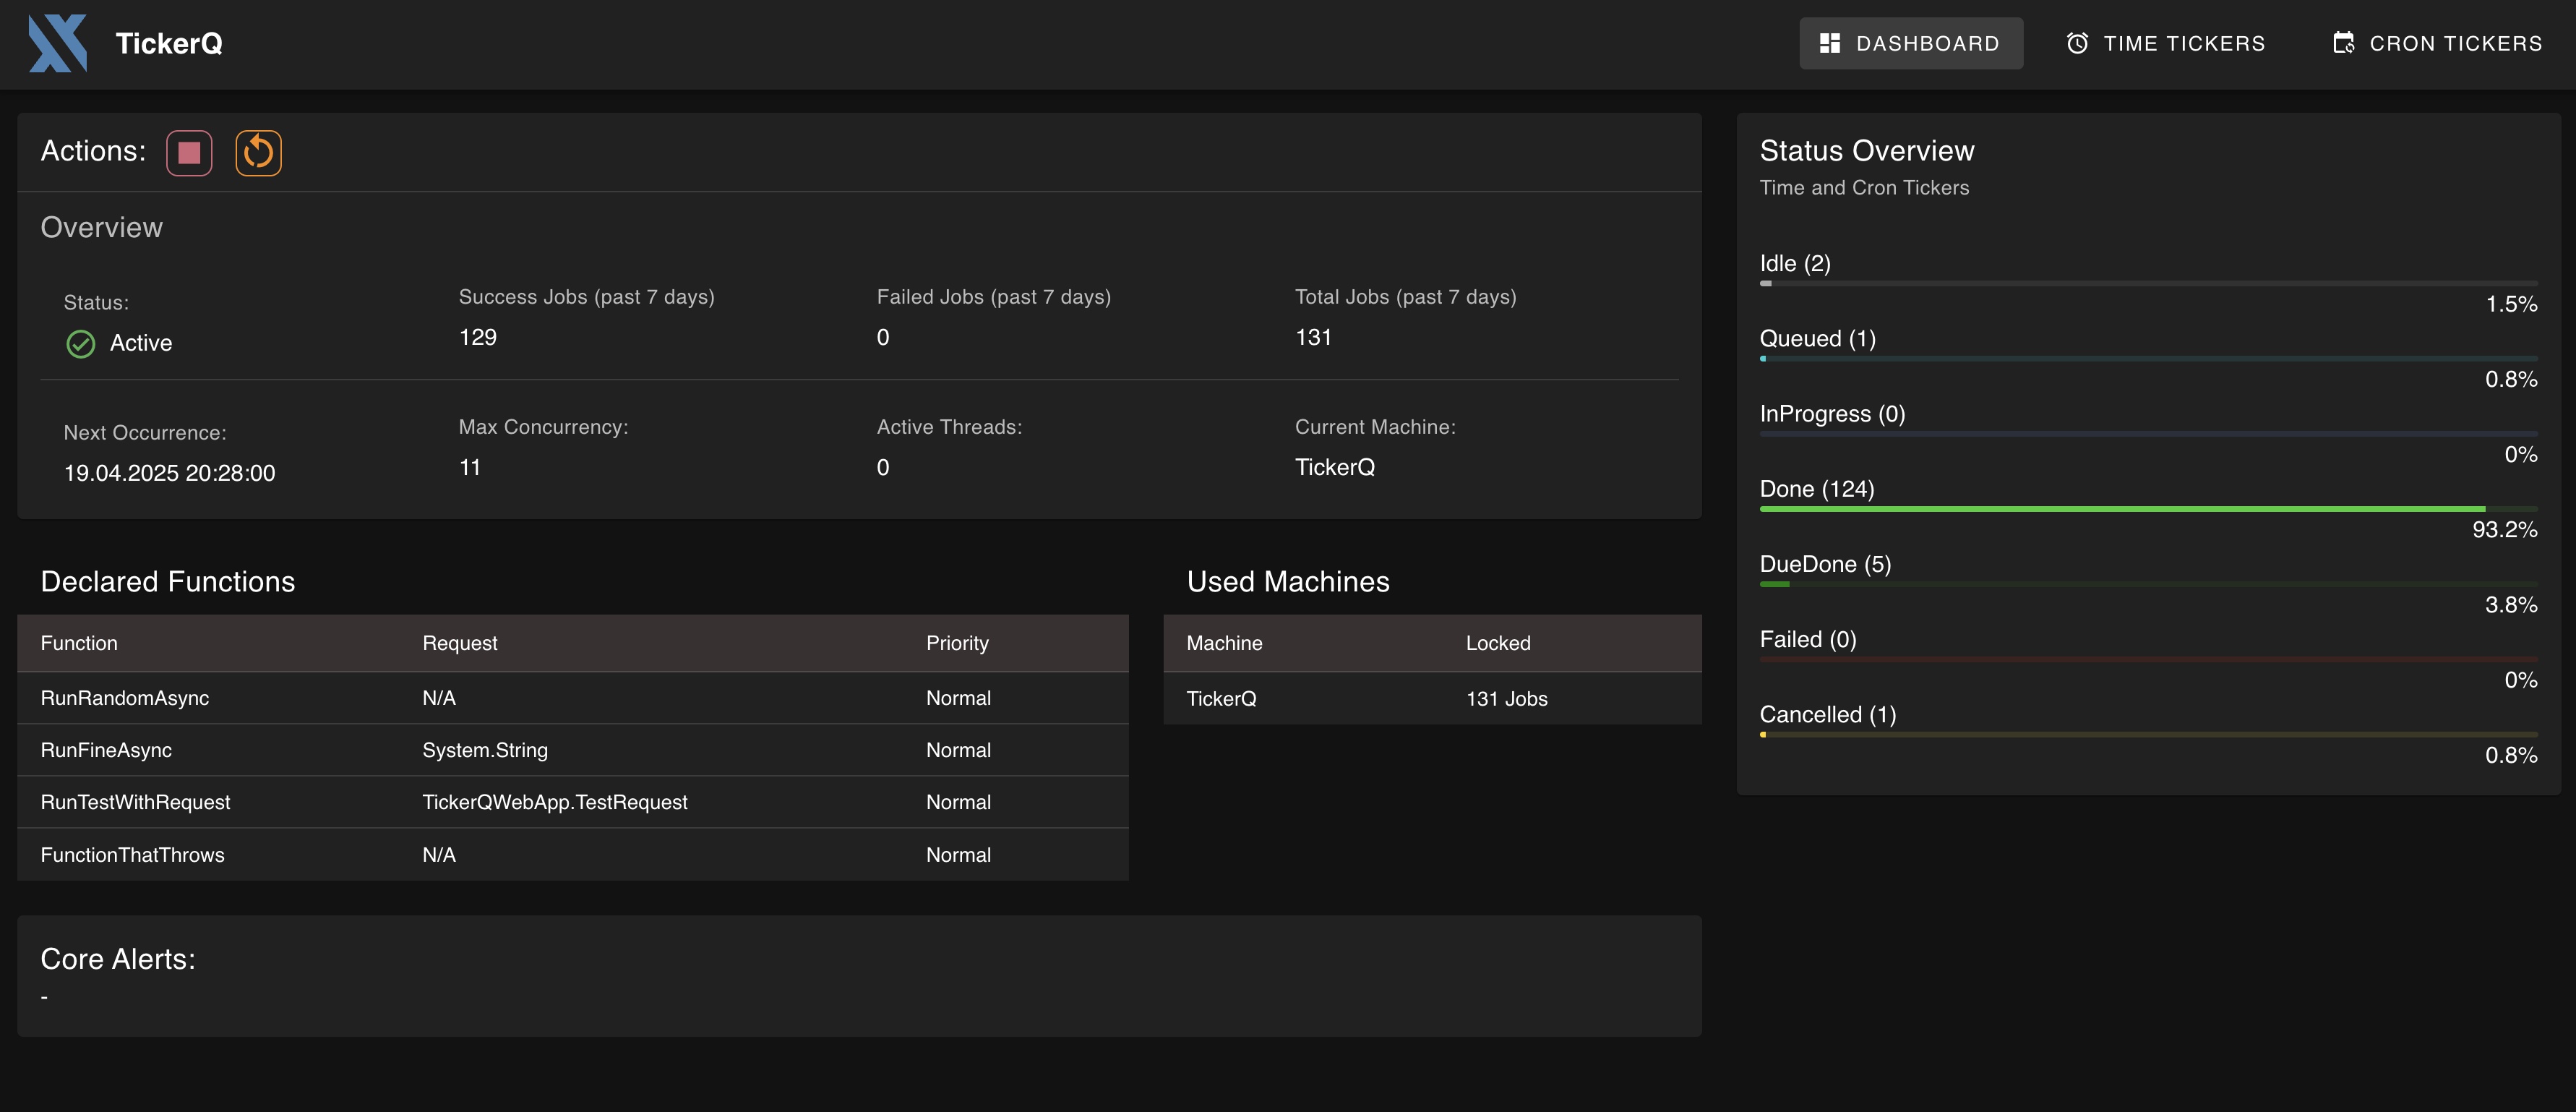 TickerQ
DASHBOARD
TIME TICKERS
CRON TICKERS
Actions:
Overview
Status:
Active
Success Jobs (past 7 days)
129
Failed Jobs (past 7 days)
0
Total Jobs (past 7 days)
131
Next Occurrence:
19.04.2025 20:28:00
Max Concurrency:
11
Active Threads:
0
Current Machine:
TickerQ
Declared Functions
Function Request Priority
RunRandomAsync N/A Normal
RunFineAsync System.String Normal
RunTestWithRequest TickerQWebApp.TestRequest Normal
FunctionThatThrows N/A Normal
Used Machines
Machine Locked
TickerQ 131 Jobs
Core Alerts:
-
Status Overview
Time and Cron Tickers
Idle (2)
1.5%
Queued (1)
0.8%
InProgress (0)
0%
Done (124)
93.2%
DueDone (5)
3.8%
Failed (0)
0%
Cancelled (1)
0.8%